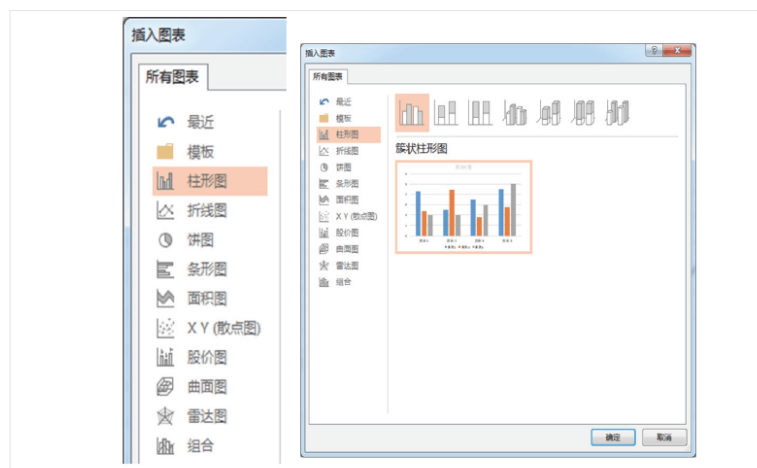 插入图表
所有图表
最近
模板
柱形图
折线图
饼图
条形图
面积图
X Y (散点图)
股价图
曲面图
雷达图
组合
插入图表
所有图表
最近
模板
柱形图
折线图
饼图
条形图
面积图
X Y (散点图)
股价图
曲面图
雷达图
组合
簇状柱形图
确定
取消